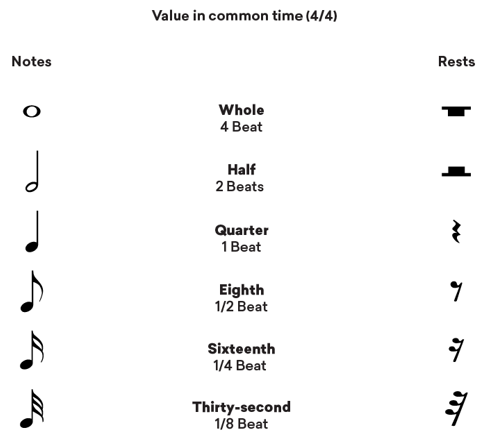 Value in common time (4/4)
Notes
Rests
Whole
4 Beat
Half
2 Beats
Quarter
1 Beat
Eighth
1/2 Beat
Sixteenth
1/4 Beat
Thirty-second
1/8 Beat